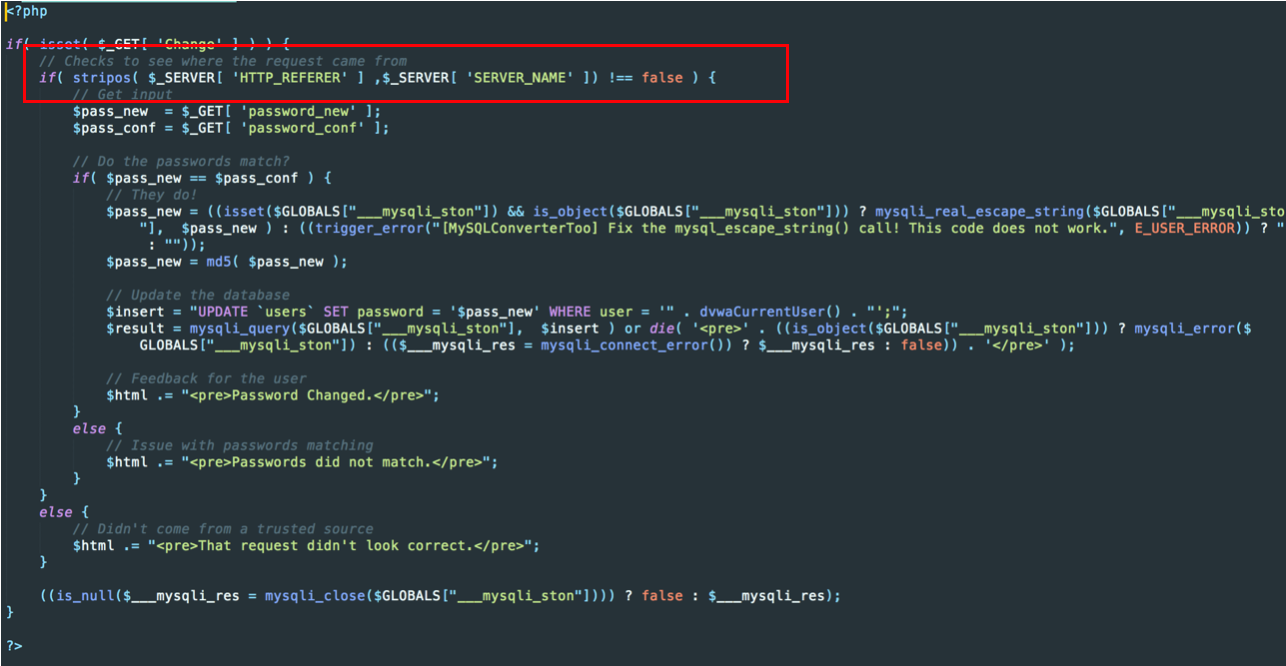 <?php
if( isset( $_GET[ 'Change' ] ) ) {
// Checks to see where the request came from
if( stripos( $_SERVER[ 'HTTP_REFERER' ] ,$_SERVER[ 'SERVER_NAME' ]) !== false ) {
// Get input
$pass_new  = $_GET[ 'password_new' ];
$pass_conf = $_GET[ 'password_conf' ];
// Do the passwords match?
if( $pass_new == $pass_conf ) {
// They do!
$pass_new = ((isset($GLOBALS["___mysqli_ston"]) && is_object($GLOBALS["___mysqli_ston"])) ? mysqli_real_escape_string($GLOBALS["___mysqli_sto
"],  $pass_new ) : ((trigger_error("[MySQLConverterToo] Fix the mysql_escape_string() call! This code does not work.", E_USER_ERROR)) ? "
: ""));
$pass_new = md5( $pass_new );
// Update the database
$insert = "UPDATE `users` SET password = '$pass_new' WHERE user = '" . dvwaCurrentUser() . "';";
$result = mysqli_query($GLOBALS["___mysqli_ston"],  $insert ) or die( '<pre>' . ((is_object($GLOBALS["___mysqli_ston"])) ? mysqli_error($
GLOBALS["___mysqli_ston"]) : (($___mysqli_res = mysqli_connect_error()) ? $___mysqli_res : false)) . '</pre>' );
// Feedback for the user
$html .= "<pre>Password Changed.</pre>";
}
else {
// Issue with passwords matching
$html .= "<pre>Passwords did not match.</pre>";
}
}
else {
// Didn't come from a trusted source
$html .= "<pre>That request didn't look correct.</pre>";
}
((is_null($___mysqli_res = mysqli_close($GLOBALS["___mysqli_ston"]))) ? false : $___mysqli_res);
}
?>